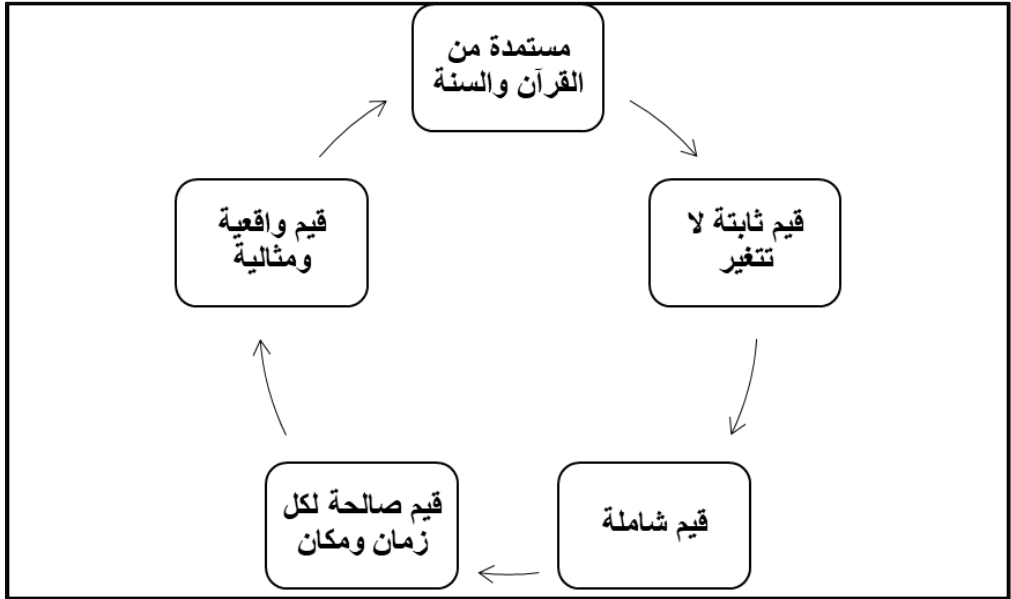 مستمدة من
القرآن والسنة
قيم ثابتة لا
تتغير
قيم شاملة
قيم صالحة لكل
زمان ومكان
قيم واقعية
ومثالية